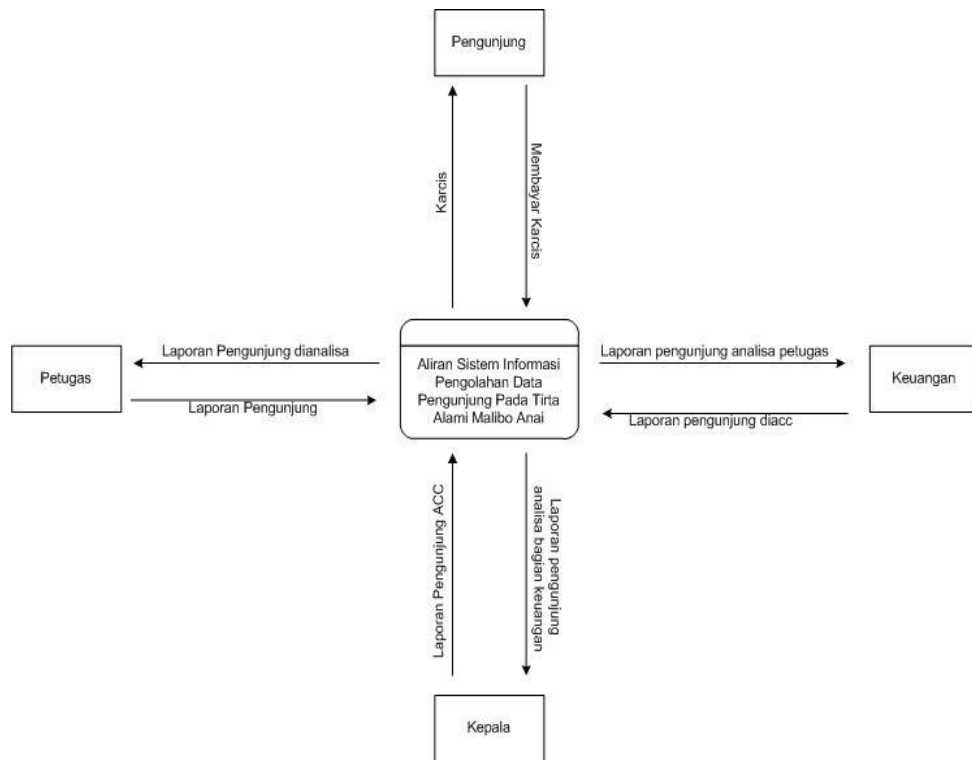 Pengunjung
Karcis
Membayar Karcis
Laporan Pengunjung dianalisa
Laporan pengunjung analisa petugas
Petugas
Aliran Sistem Informasi
Pengolahan Data
Pengunjung Pada Tirta
Alami Malibo Anai
Keuangan
Laporan Pengunjung
Laporan pengunjung diacc
Laporan Pengunjung ACC
Laporan pengunjung
analisa bagian keuangan
Kepala